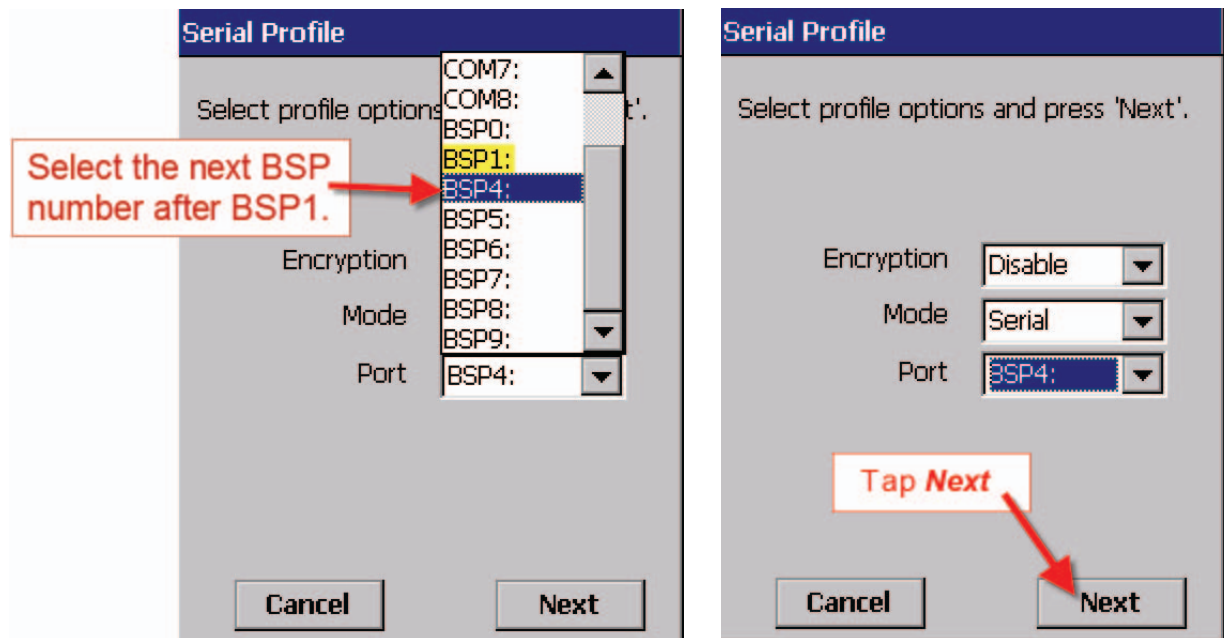 Serial Profile
COM7:
COM8:
Select profile options t'.
BSP0:
BSP1:
BSP4:
BSP5:
BSP6:
BSP7:
BSP8:
BSP9:
Select the next BSP
number after BSP1.
Encryption
Mode
Port BSP4:
Cancel Next
Serial Profile
Select profile options and press 'Next'.
Encryption Disable
Mode Serial
Port BSP4:
Tap Next
Cancel Next